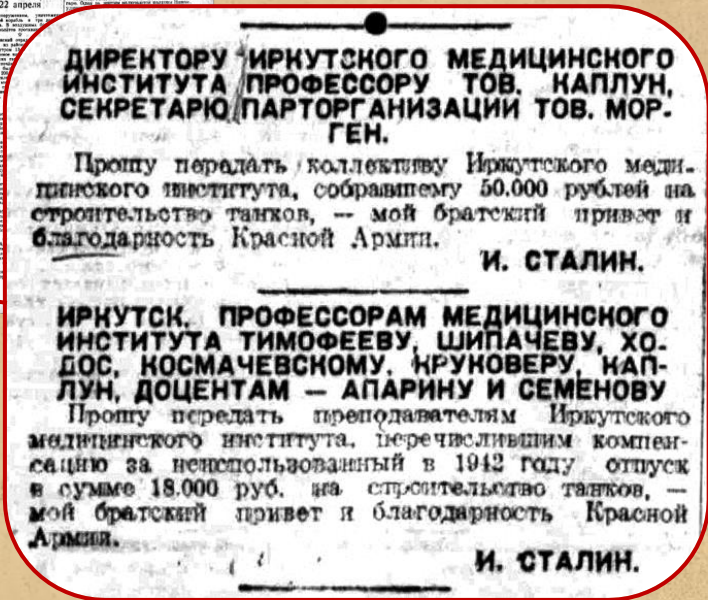 22 апреля
ДИРЕКТОРУ ИРКУТСКОГО МЕДИЦИНСКОГО
ИНСТИТУТА ПРОФЕССОРУ ТОВ. КАПЛУН,
СЕКРЕТАРЮ ПАРТОРГАНИЗАЦИИ ТОВ. МОР-
ГЕН.
Прошу передать коллективу Иркутского меди-
цинского института, собравшему 50.000 рублей на
строительство танков, — мой братский привет и
благодарность Красной Армии.
И. СТАЛИН.
ИРКУТСК. ПРОФЕССОРАМ МЕДИЦИНСКОГО
ИНСТИТУТА ТИМОФЕЕВУ, ШИПАЧЕВУ, ХО-
ДОС, КОСМАЧЕВСКОМУ, КРУКОВЕРУ, КАП-
ЛУН, ДОЦЕНТАМ — АПАРИНУ И СЕМЕНОВУ
Прошу передать преподавателям Иркутского
медицинского института, перечислившим компен-
сацию за неиспользованный в 1942 году отпуск
в сумме 18.000 руб. на строительство танков, —
мой братский привет и благодарность Красной
Армии.
И. СТАЛИН.